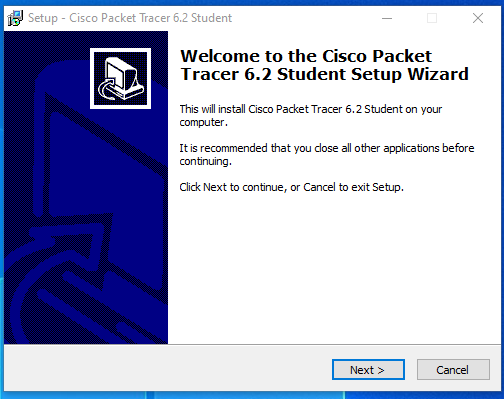 Setup - Cisco Packet Tracer 6.2 Student
Welcome to the Cisco Packet
Tracer 6.2 Student Setup Wizard
This will install Cisco Packet Tracer 6.2 Student on your
computer.
It is recommended that you close all other applications before
continuing.
Click Next to continue, or Cancel to exit Setup.
Next >
Cancel